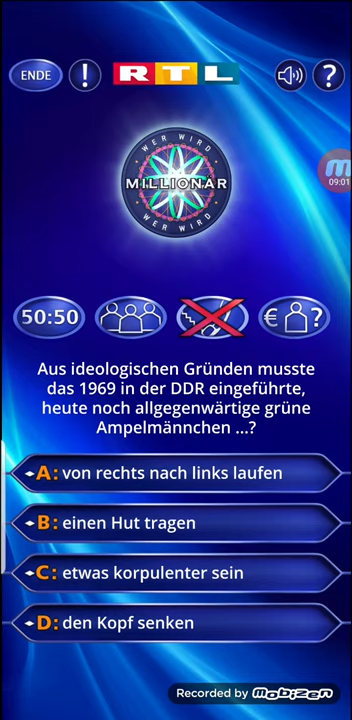 ENDE ! RTL ?
WER WIRD
MILLIONÄR
WER WIRD
m
09:01
50:50 € ?
Aus ideologischen Gründen musste
das 1969 in der DDR eingeführte,
heute noch allgegenwärtige grüne
Ampelmännchen ...?
A: von rechts nach links laufen
B: einen Hut tragen
C: etwas korpulenter sein
D: den Kopf senken
Recorded by mobizen